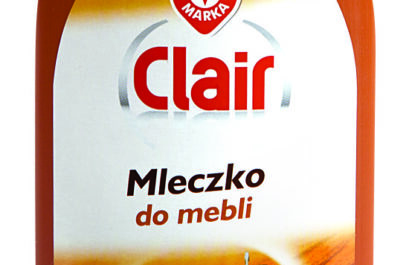 MARKA
Clair
Mleczko
do mebli